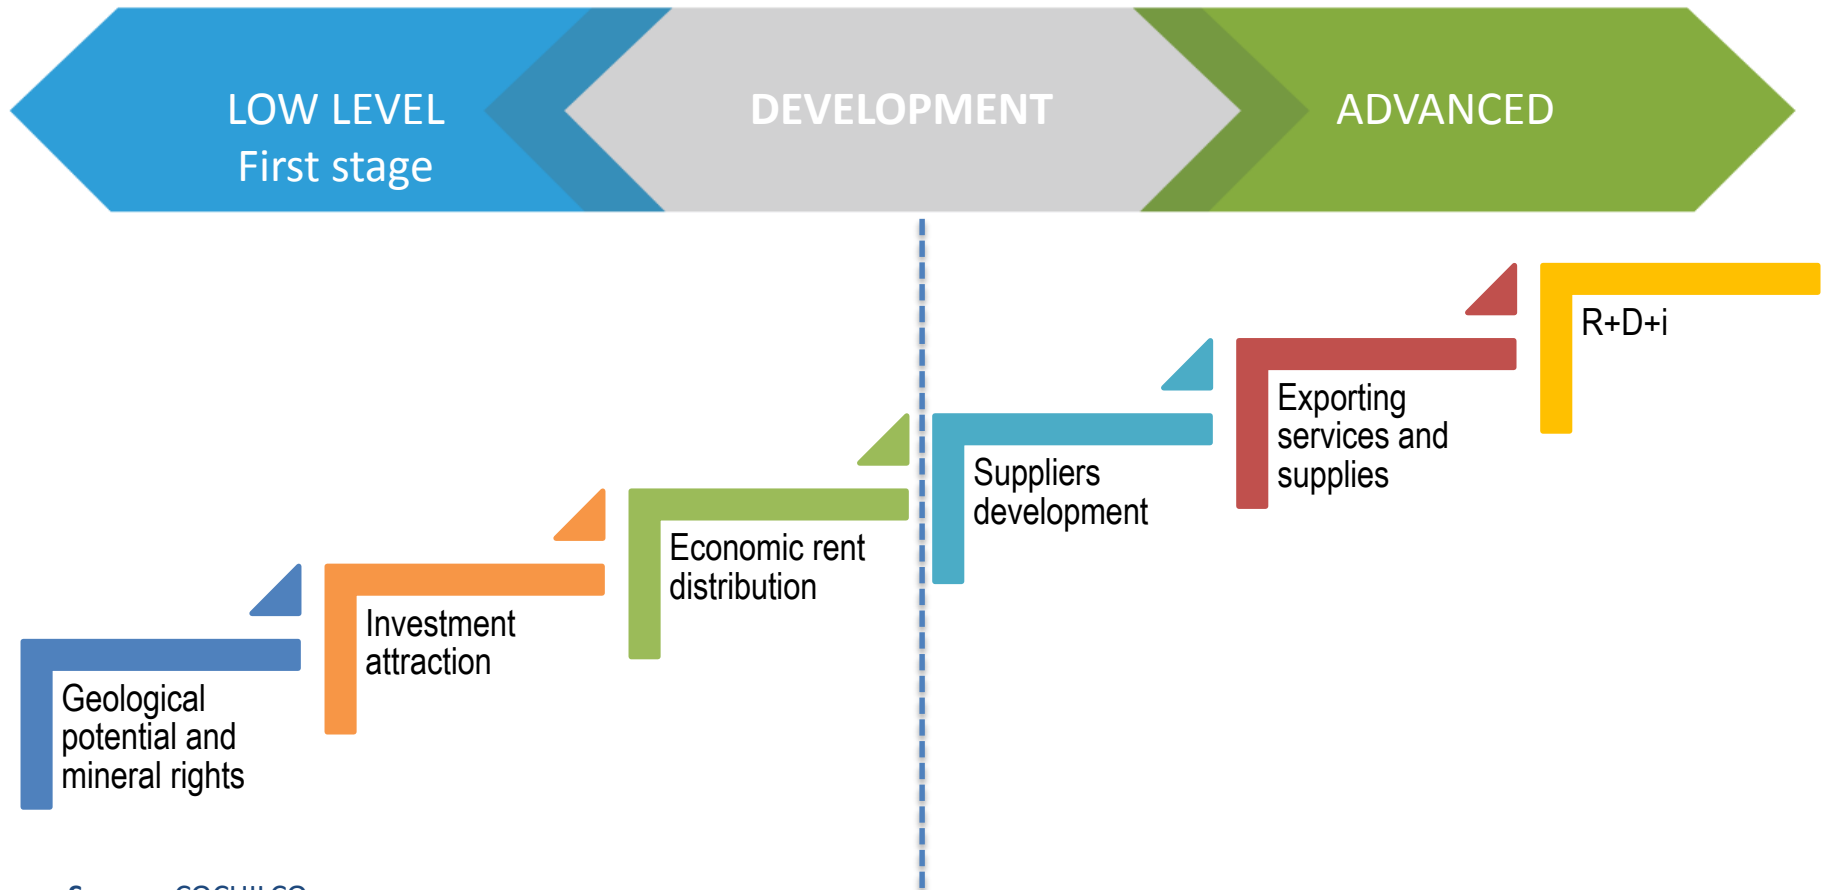 LOW LEVEL
First stage
DEVELOPMENT
ADVANCED
R+D+i
Exporting
services and
supplies
Suppliers
development
Economic rent
distribution
Investment
attraction
Geological
potential and
mineral rights
COCHILCO